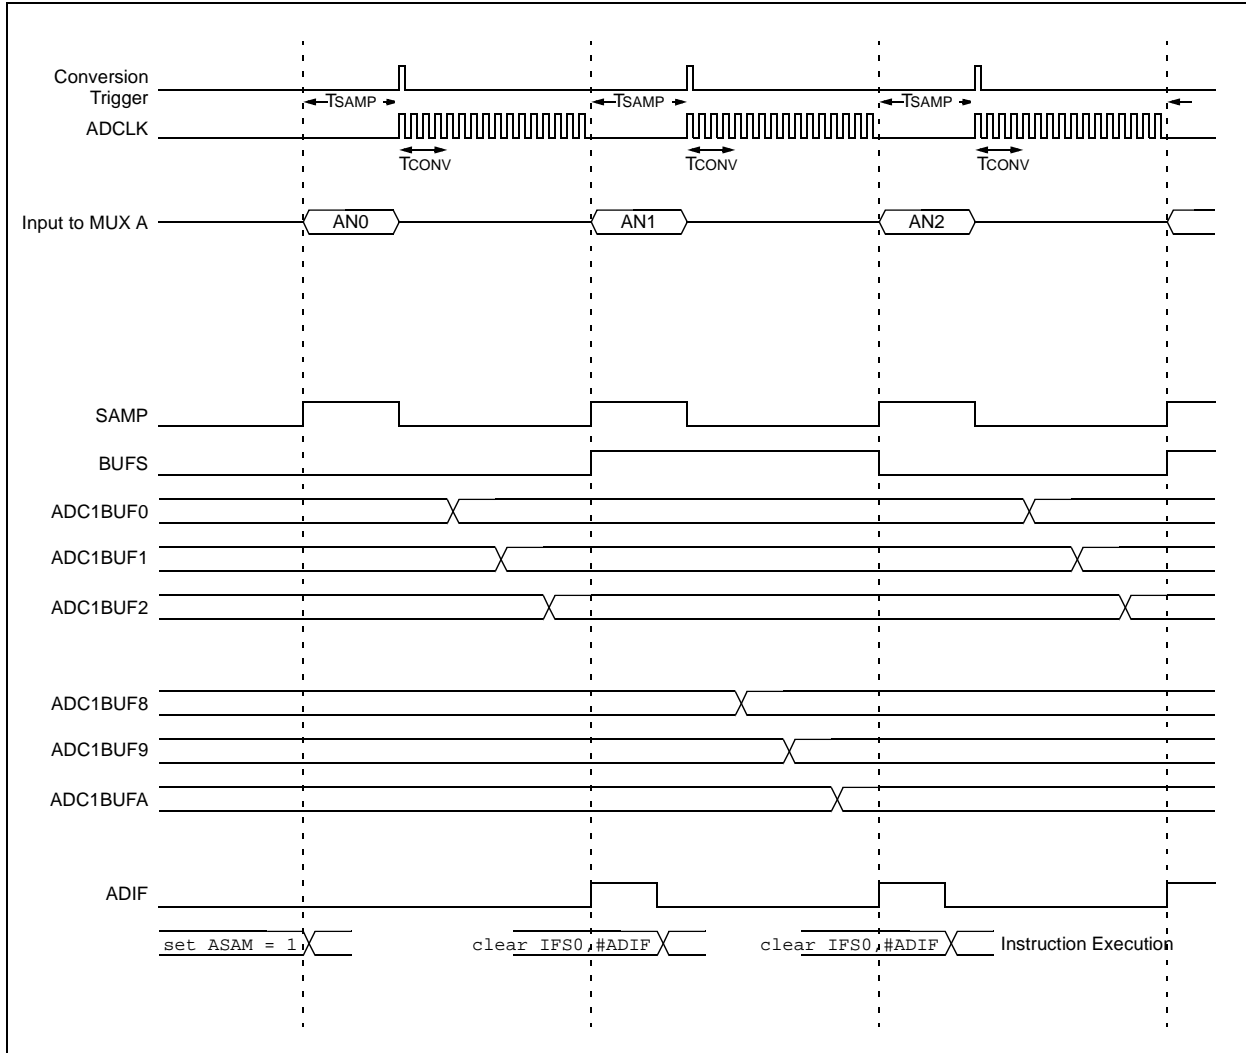 Conversion
Trigger
TSAMP TSAMP TSAMP
ADCLK
TCONV TCONV TCONV
Input to MUX A
AN0 AN1 AN2
SAMP
BUFS
ADC1BUF0
ADC1BUF1
ADC1BUF2
ADC1BUF8
ADC1BUF9
ADC1BUFA
ADIF
set ASAM = 1 clear IFS0,#ADIF clear IFS0,#ADIF Instruction Execution